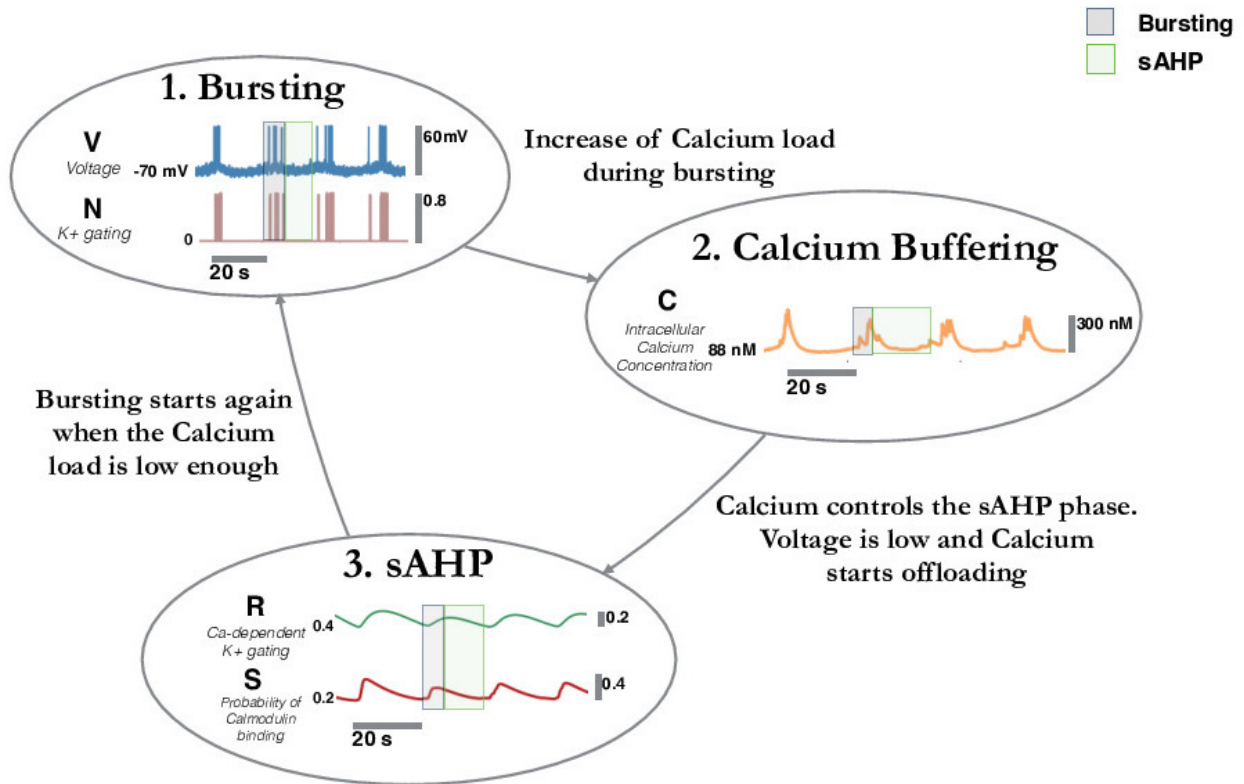 Bursting
sAHP
1. Bursting
V
Voltage
-70 mV
60mV
N
K+ gating
0
0.8
20 s
Increase of Calcium load
during bursting
2. Calcium Buffering
C
Intracellular
Calcium
Concentration
88 nM
300 nM
20 s
Bursting starts again
when the Calcium
load is low enough
Calcium controls the sAHP phase.
Voltage is low and Calcium
starts offloading
3. sAHP
R
Ca-dependent
K+ gating
0.4
0.2
S
Probability of
Calmodulin
binding
0.2
0.4
20 s